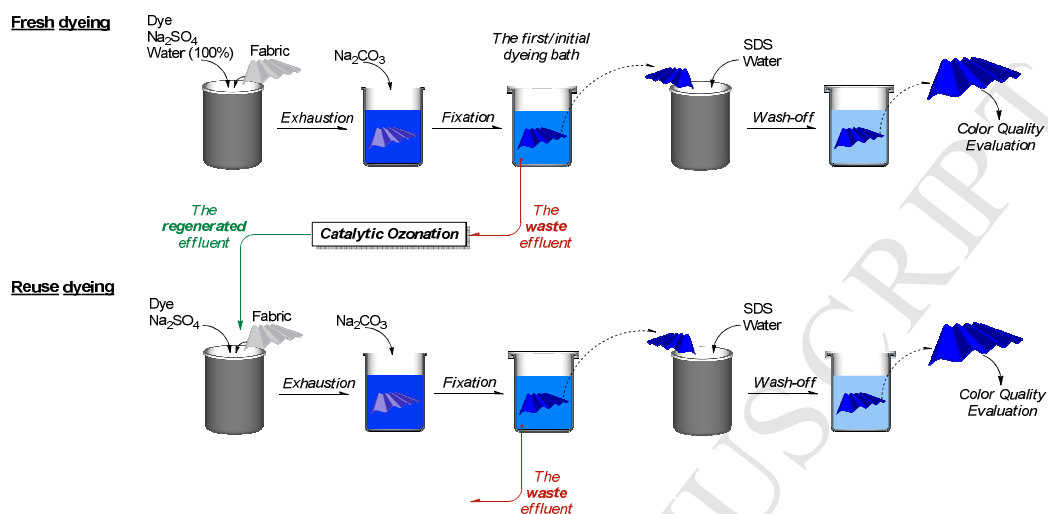 Fresh dyeing
Dye
Na₂SO₄
Water (100%)
Fabric
Na₂CO₃
The first/initial
dyeing bath
SDS
Water
Exhaustion
Fixation
Wash-off
Color Quality
Evaluation
The
regenerated
effluent
Catalytic Ozonation
The
waste
effluent
Reuse dyeing
Dye
Na₂SO₄
Fabric
Na₂CO₃
SDS
Water
Exhaustion
Fixation
Wash-off
Color Quality
Evaluation
The
waste
effluent
USCRIPT